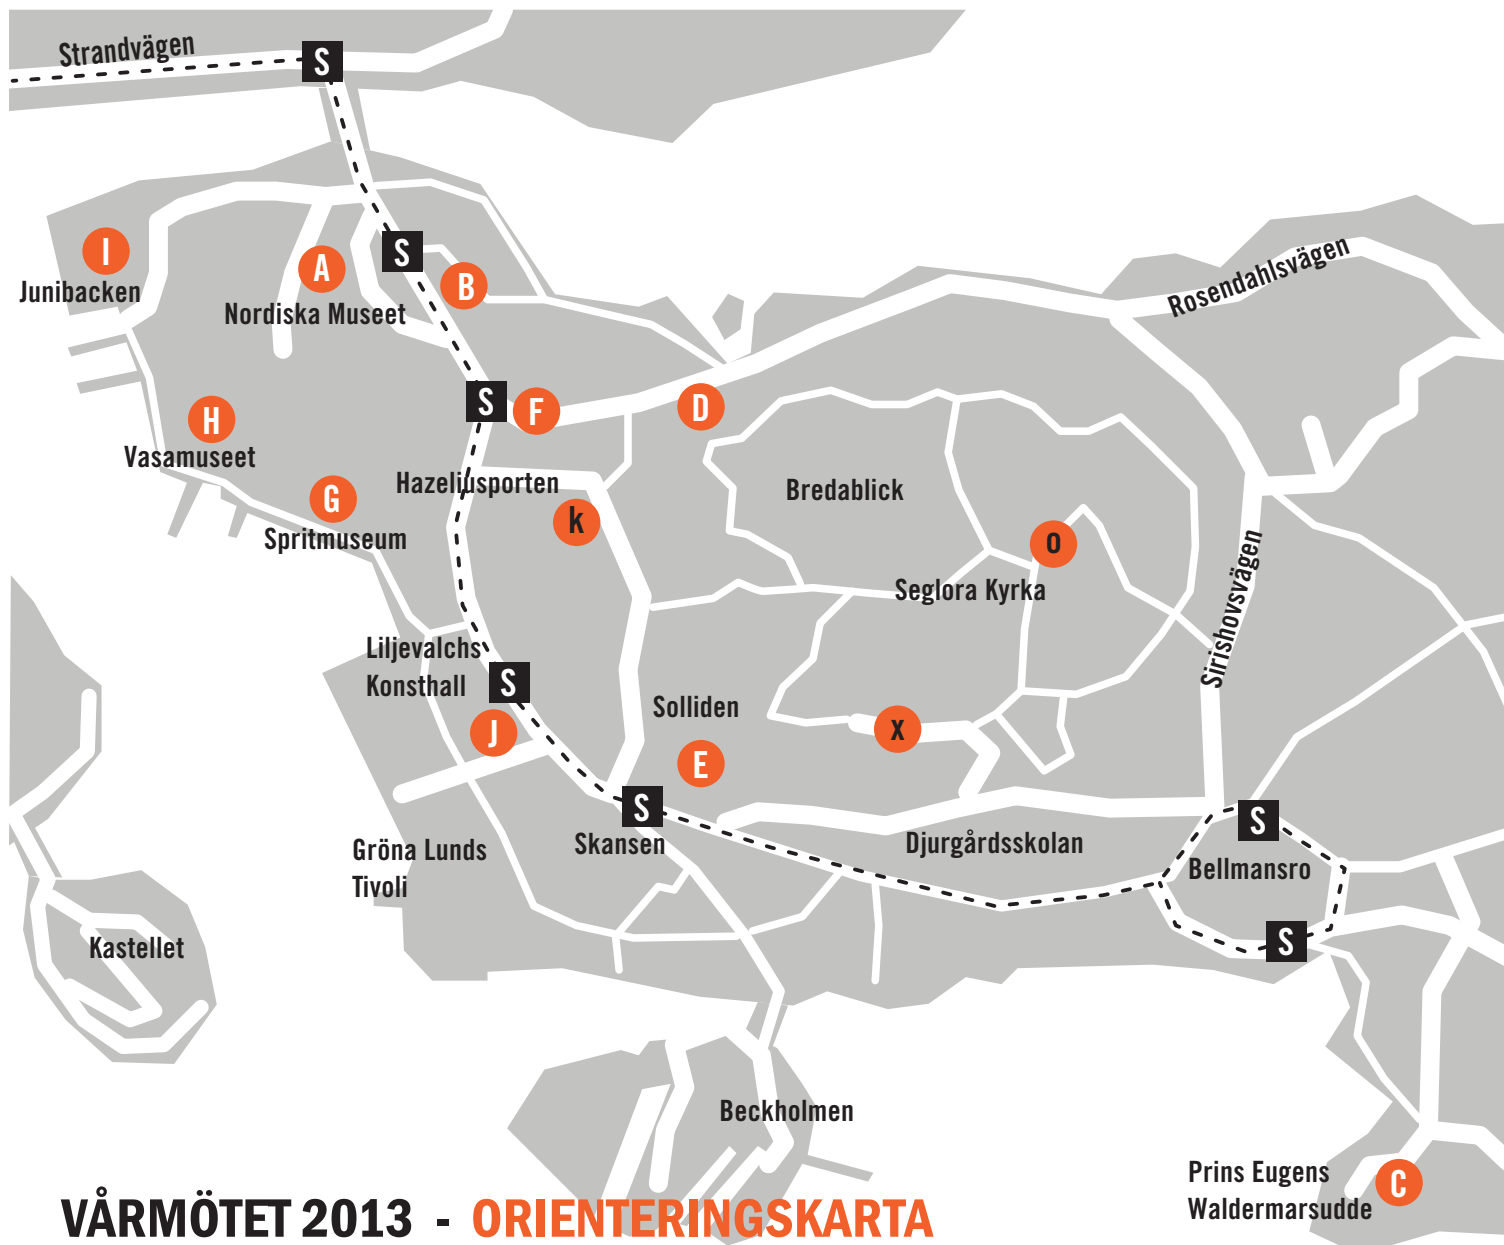 Strandvägen
S
S
I
A
B
Junibacken
Nordiska Museet
Rosendahlsvägen
S
F
D
H
Vasamuseet
Hazeliusporten
Bredablick
G
k
Spritmuseum
o
Seglora Kyrka
Sirishovsvägen
Liljevalchs
Konsthall
S
J
Solliden
E
x
S
Skansen
Djurgårdsskolan
S
Bellmansro
Gröna Lunds
Tivoli
Kastellet
S
Beckholmen
Prins Eugens
Waldermarsudde
C
VÅRMÖTET 2013 - ORIENTERINGSKARTA